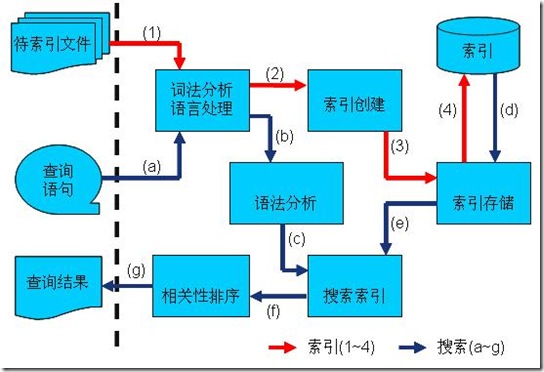 待索引文件
(1)
索引
词法分析
语言处理
(2)
索引创建
(4)
(d)
(b)
(3)
查询
语句
(a)
语法分析
索引存储
(e)
(c)
(g)
查询结果
相关性排序
搜索索引
(f)
索引(1~4)
搜索(a~g)